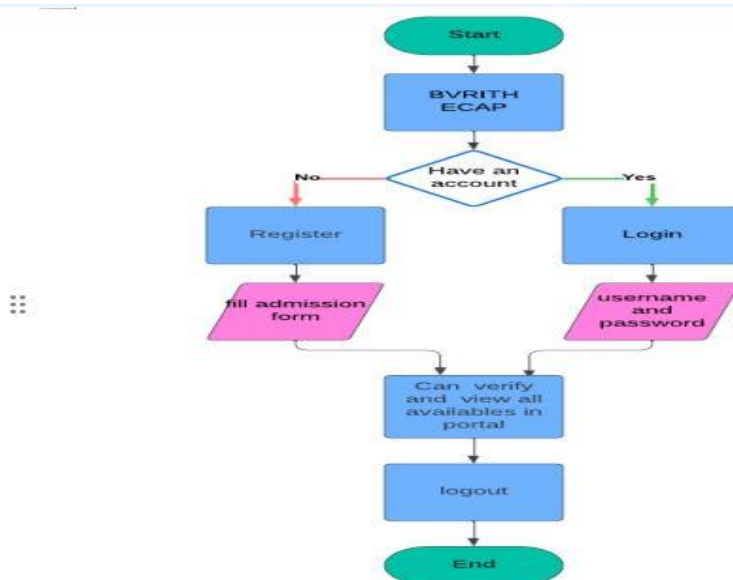 Start
BVRITH
ECAP
Have an
account
No
Yes
Register
Login
fill admission
form
username
and
password
Can verify
and view all
availables in
portal
logout
End